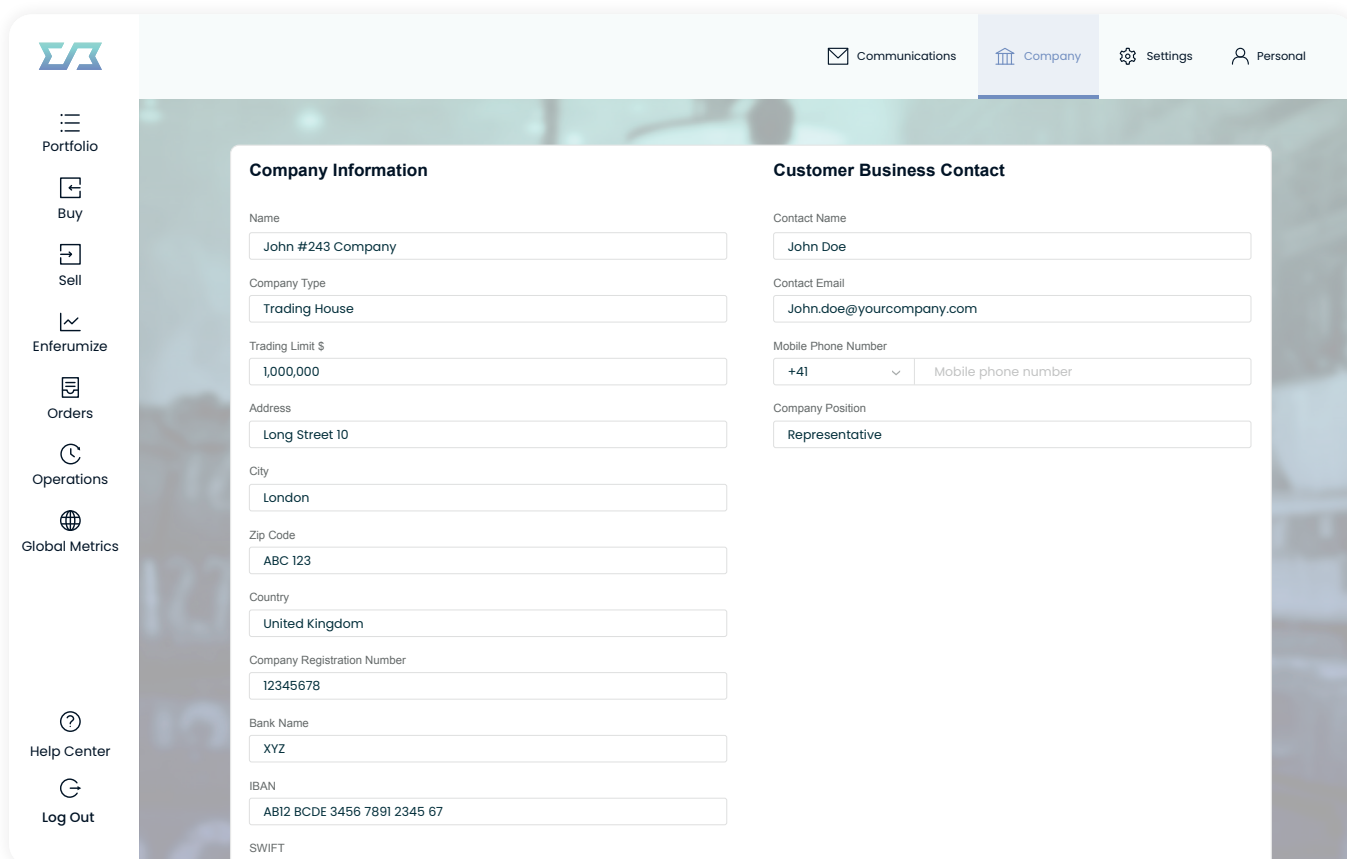 Communications
Company
Settings
Personal
Portfolio
Buy
Sell
Enferumize
Orders
Operations
Global Metrics
Help Center
Log Out
Company Information
Name
John #243 Company
Company Type
Trading House
Trading Limit $
1,000,000
Address
Long Street 10
City
London
Zip Code
ABC 123
Country
United Kingdom
Company Registration Number
12345678
Bank Name
XYZ
IBAN
AB12 BCDE 3456 7891 2345 67
SWIFT
Customer Business Contact
Contact Name
John Doe
Contact Email
John.doe@yourcompany.com
Mobile Phone Number
+41 Mobile phone number
Company Position
Representative